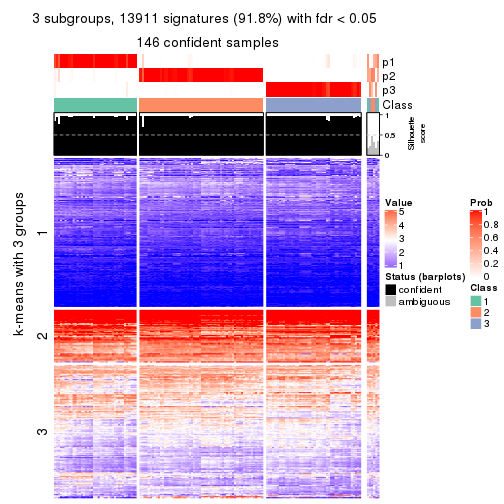 3 subgroups, 13911 signatures (91.8%) with fdr < 0.05
146 confident samples
p1
p2
p3
Class
1
0.5
0
Silhouette
score
k-means with 3 groups
1
2
3
Value
5
4
3
2
1
Status (barplots)
confident
ambiguous
Prob
1
0.8
0.6
0.4
0.2
0
Class
1
2
3